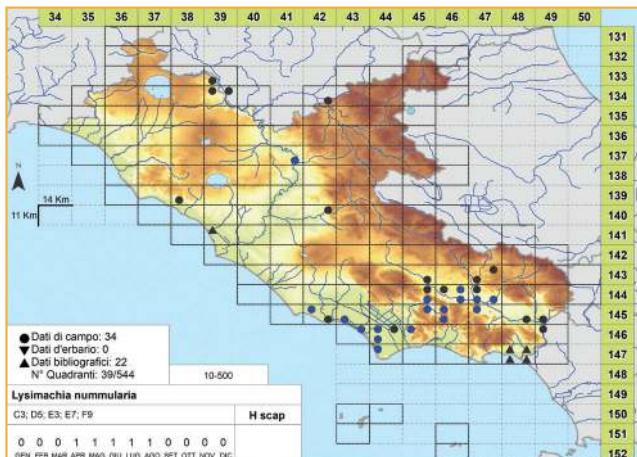 34 35 36 37 38 39 40 41 42 43 44 45 46 47 48 49 50
131
132
133
134
135
136
137
138
139
140
141
142
143
144
145
146
147
148
149
150
151
152
N
14 Km
11 Km
Dati di campo: 34
Dati d'erbario: 0
Dati bibliografici: 22
N° Quadranti: 39/544
10-500
Lysimachia nummularia
C3; D5; E3; E7; F9
H scap
0 0 0 1 1 1 1 1 0 0 0 0
GEN FEB MAR APR MAG GIU LUG AGO SET OTT NOV DIC